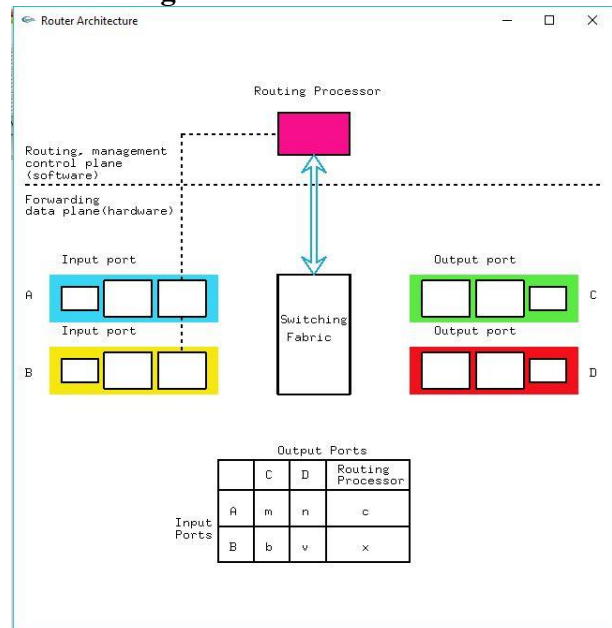 Router Architecture
Routing Processor
Routing, management
control plane
(software)
Forwarding
data plane(hardware)
Input port
Output port
A
C
Input port
Output port
B
D
Switching
Fabric
Output Ports
C D Routing Processor
Input Ports
A m n c
B b v x